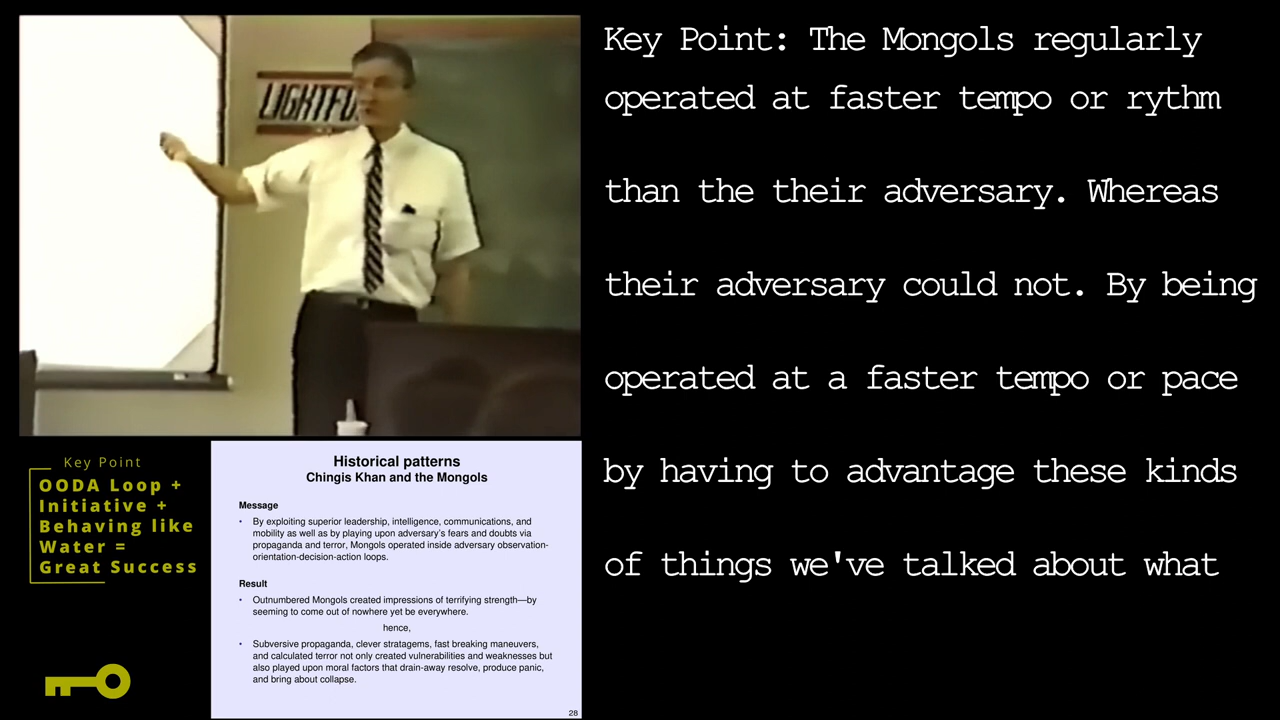 LIGHTFO
Key Point: The Mongols regularly
operated at faster tempo or rythm
than the their adversary. Whereas
their adversary could not. By being
operated at a faster tempo or pace
by having to advantage these kinds
of things we've talked about what
Key Point
OODA Loop +
Initiative +
Behaving like
Water =
Great Success
Historical patterns
Chingis Khan and the Mongols
Message
• By exploiting superior leadership, intelligence, communications, and
mobility as well as by playing upon adversary's fears and doubts via
propaganda and terror, Mongols operated inside adversary observation-
orientation-decision-action loops.
Result
• Outnumbered Mongols created impressions of terrifying strength—by
seeming to come out of nowhere yet be everywhere.
hence,
• Subversive propaganda, clever stratagems, fast breaking maneuvers,
and calculated terror not only created vulnerabilities and weaknesses but
also played upon moral factors that drain-away resolve, produce panic,
and bring about collapse.
28